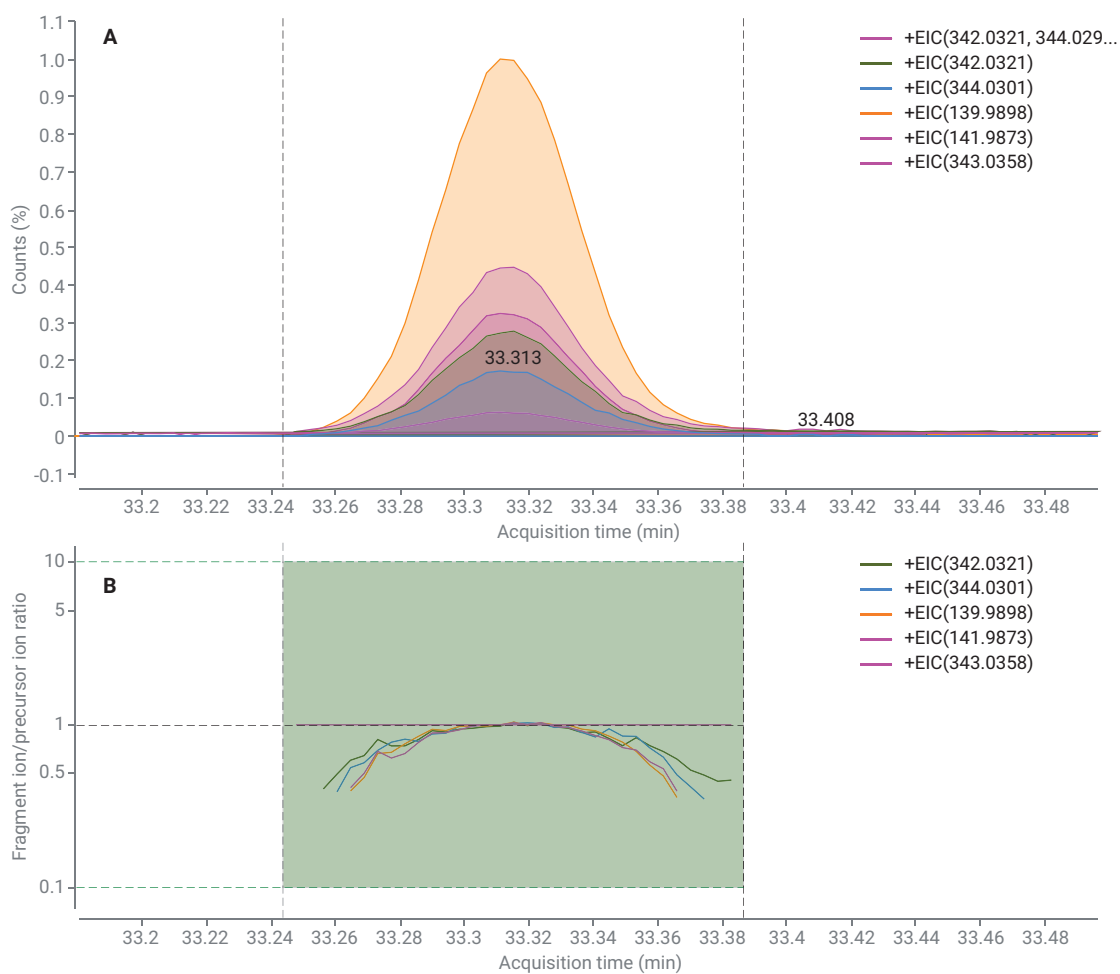 A
1.1
1.0
0.9
0.8
0.7
0.6
0.5
0.4
0.3
0.2
0.1
0
-0.1
Counts (%)
33.313
33.408
+EIC(342.0321, 344.029...
+EIC(342.0321)
+EIC(344.0301)
+EIC(139.9898)
+EIC(141.9873)
+EIC(343.0358)
33.2 33.22 33.24 33.26 33.28 33.3 33.32 33.34 33.36 33.38 33.4 33.42 33.44 33.46 33.48
Acquisition time (min)
B
10
5
1
0.5
0.1
Fragment ion/precursor ion ratio
+EIC(342.0321)
+EIC(344.0301)
+EIC(139.9898)
+EIC(141.9873)
+EIC(343.0358)
33.2 33.22 33.24 33.26 33.28 33.3 33.32 33.34 33.36 33.38 33.4 33.42 33.44 33.46 33.48
Acquisition time (min)